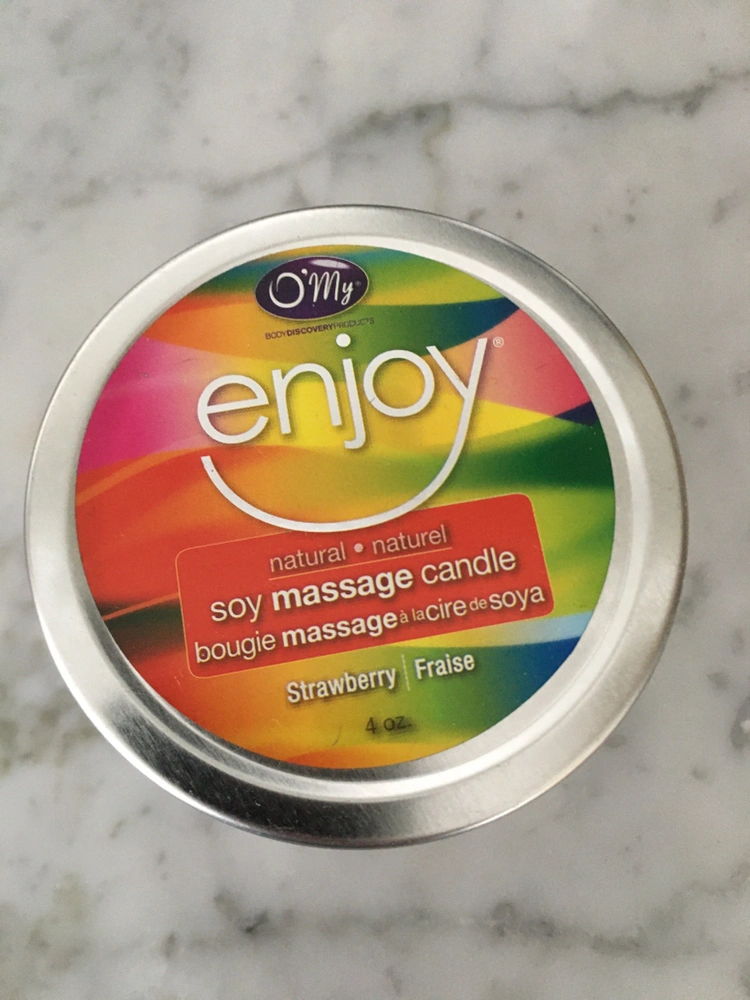 O'My
BODYDISCOVERYPRODUCTS
enjoy®
natural • naturel
soy massage candle
bougie massage à la cire de soya
Strawberry | Fraise
4 oz.